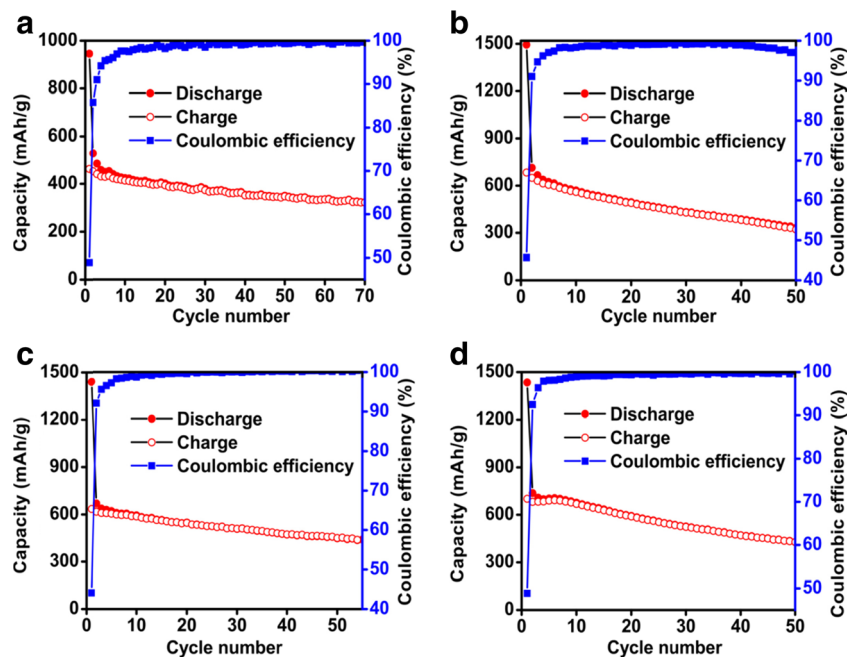 a
1000
800
600
400
200
0
Capacity (mAh/g)
Discharge
Charge
Coulombic efficiency
100
90
80
70
60
50
Coulombic efficiency (%)
0 10 20 30 40 50 60 70
Cycle number
b
1500
1200
900
600
300
0
Capacity (mAh/g)
Discharge
Charge
Coulombic efficiency
100
90
80
70
60
50
40
Coulombic efficiency (%)
0 10 20 30 40 50
Cycle number
c
1500
1200
900
600
300
0
Capacity (mAh/g)
Discharge
Charge
Coulombic efficiency
100
90
80
70
60
50
40
Coulombic efficiency (%)
0 10 20 30 40 50
Cycle number
d
1500
1200
900
600
300
0
Capacity (mAh/g)
Discharge
Charge
Coulombic efficiency
100
90
80
70
60
50
Coulombic efficiency (%)
0 10 20 30 40 50
Cycle number